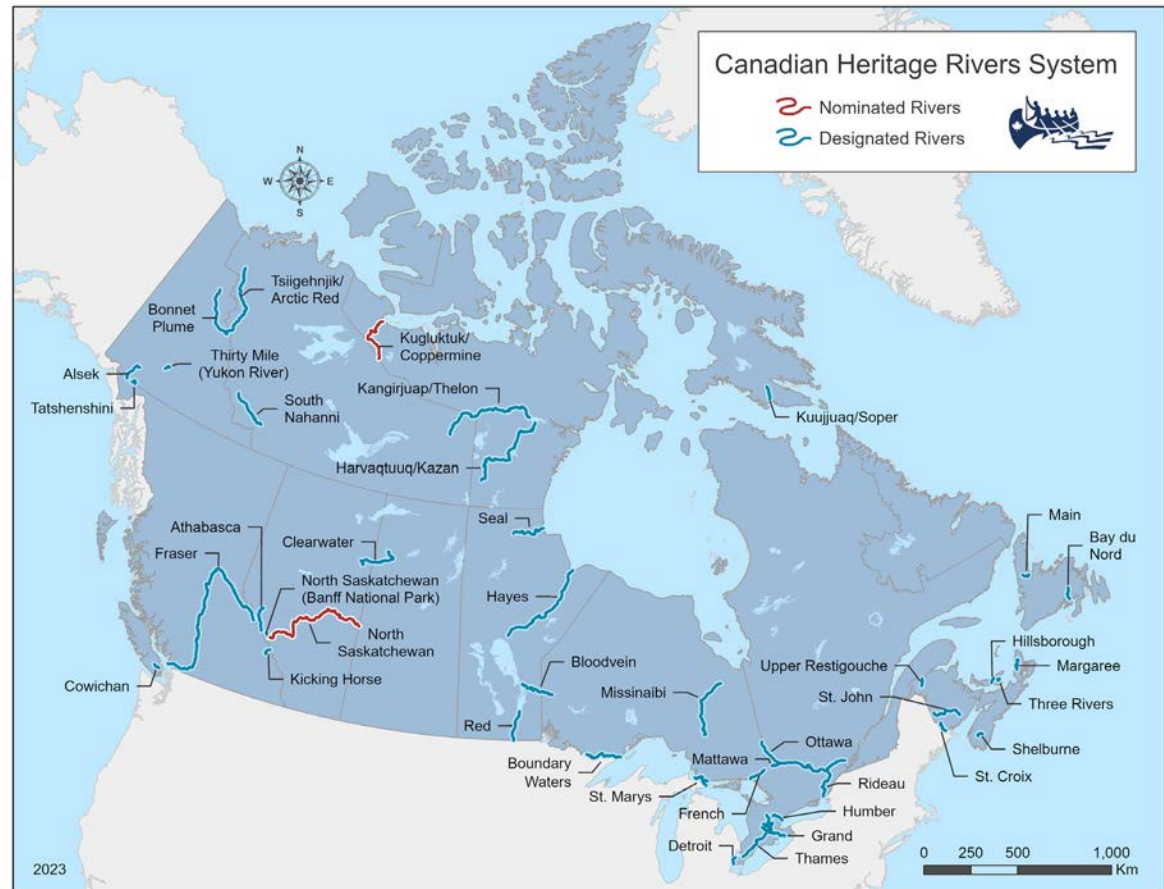 Canadian Heritage Rivers System
Nominated Rivers
Designated Rivers
N
W
E
S
Tsiigehnjik/
Arctic Red
Bonnet
Plume
Kugluktuk/
Coppermine
Thirty Mile
(Yukon River)
Alsek
Tatshenshini
South
Nahanni
Kangirjuap/Thelon
Kuujjuaq/Soper
Harvaqtuuq/Kazan
Seal
Athabasca
Fraser
Clearwater
Main
Bay du
Nord
North Saskatchewan
(Banff National Park)
Hayes
North
Saskatchewan
Kicking Horse
Cowichan
Bloodvein
Missinaibi
Red
Upper Restigouche
Hillsborough
Margaree
St. John
Three Rivers
Shelburne
St. Croix
Ottawa
Mattawa
Boundary
Waters
St. Marys
French
Rideau
Humber
Grand
Detroit
Thames
2023
0 250 500 1,000
Km